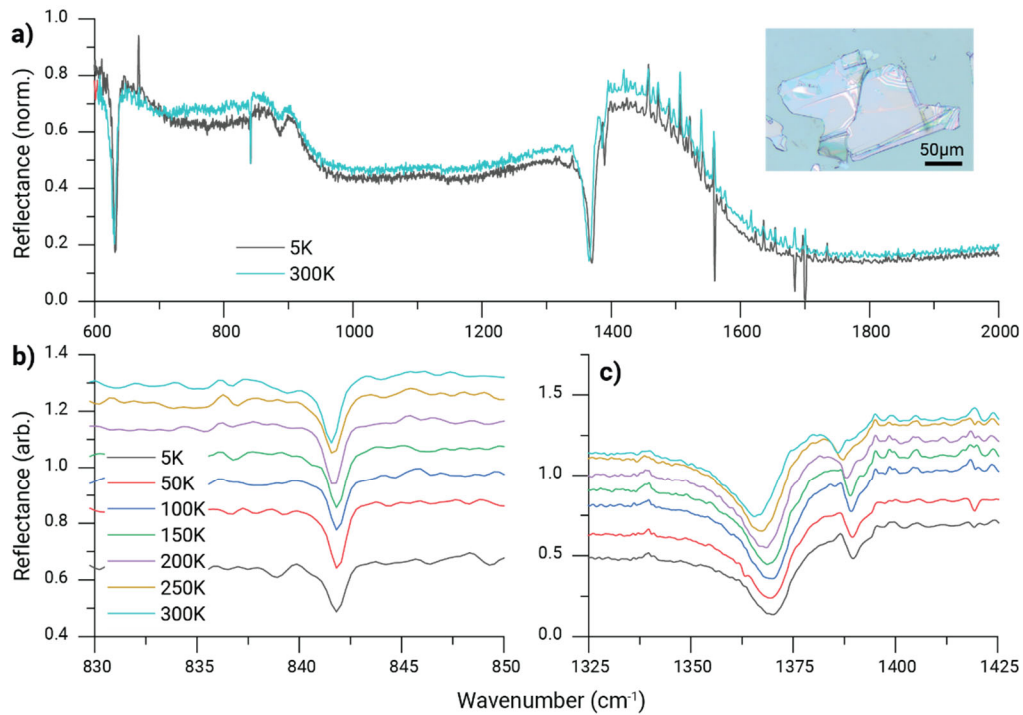 a)
Reflectance (norm.)
1.0
0.8
0.6
0.4
0.2
0.0
5K
300K
50µm
600 800 1000 1200 1400 1600 1800 2000
b)
Reflectance (arb.)
1.4
1.2
1.0
0.8
0.6
0.4
5K
50K
100K
150K
200K
250K
300K
830 835 840 845 850
c)
1.5
1.0
0.5
0.0
1325 1350 1375 1400 1425
Wavenumber (cm⁻¹)